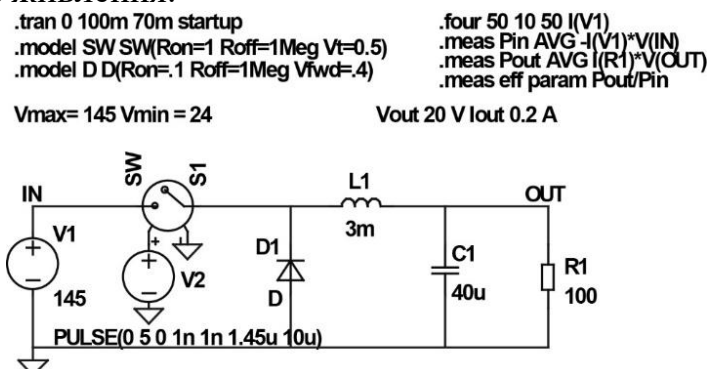 .tran 0 100m 70m startup
.model SW SW(Ron=1 Roff=1Meg Vt=0.5)
.model D D(Ron=.1 Roff=1Meg Vfwd=.4)
.four 50 10 50 I(V1)
.meas Pin AVG -I(V1)*V(IN)
.meas Pout AVG I(R1)*V(OUT)
.meas eff param Pout/Pin
Vmax= 145 Vmin = 24
Vout 20 V Iout 0.2 A
IN
SW
S1
L1
3m
OUT
V1
145
V2
D1
D
C1
40u
R1
100
PULSE(0 5 0 1n 1n 1.45u 10u)